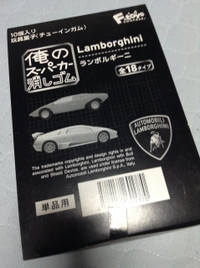 10個入り
玩具菓子(チューインガム)
F-toys
俺の
スーパーカー
消しゴム
Lamborghini
ランボルギーニ
全18タイプ
AUTOMOBILI
LAMBORGHINI
The trademarks copyrights and design rights in and
associated with Lamborghini, Lamborghini with Bull
and Shield Device, are used under license from
Automobili Lamborghini S.p.A., Italy.
単品用